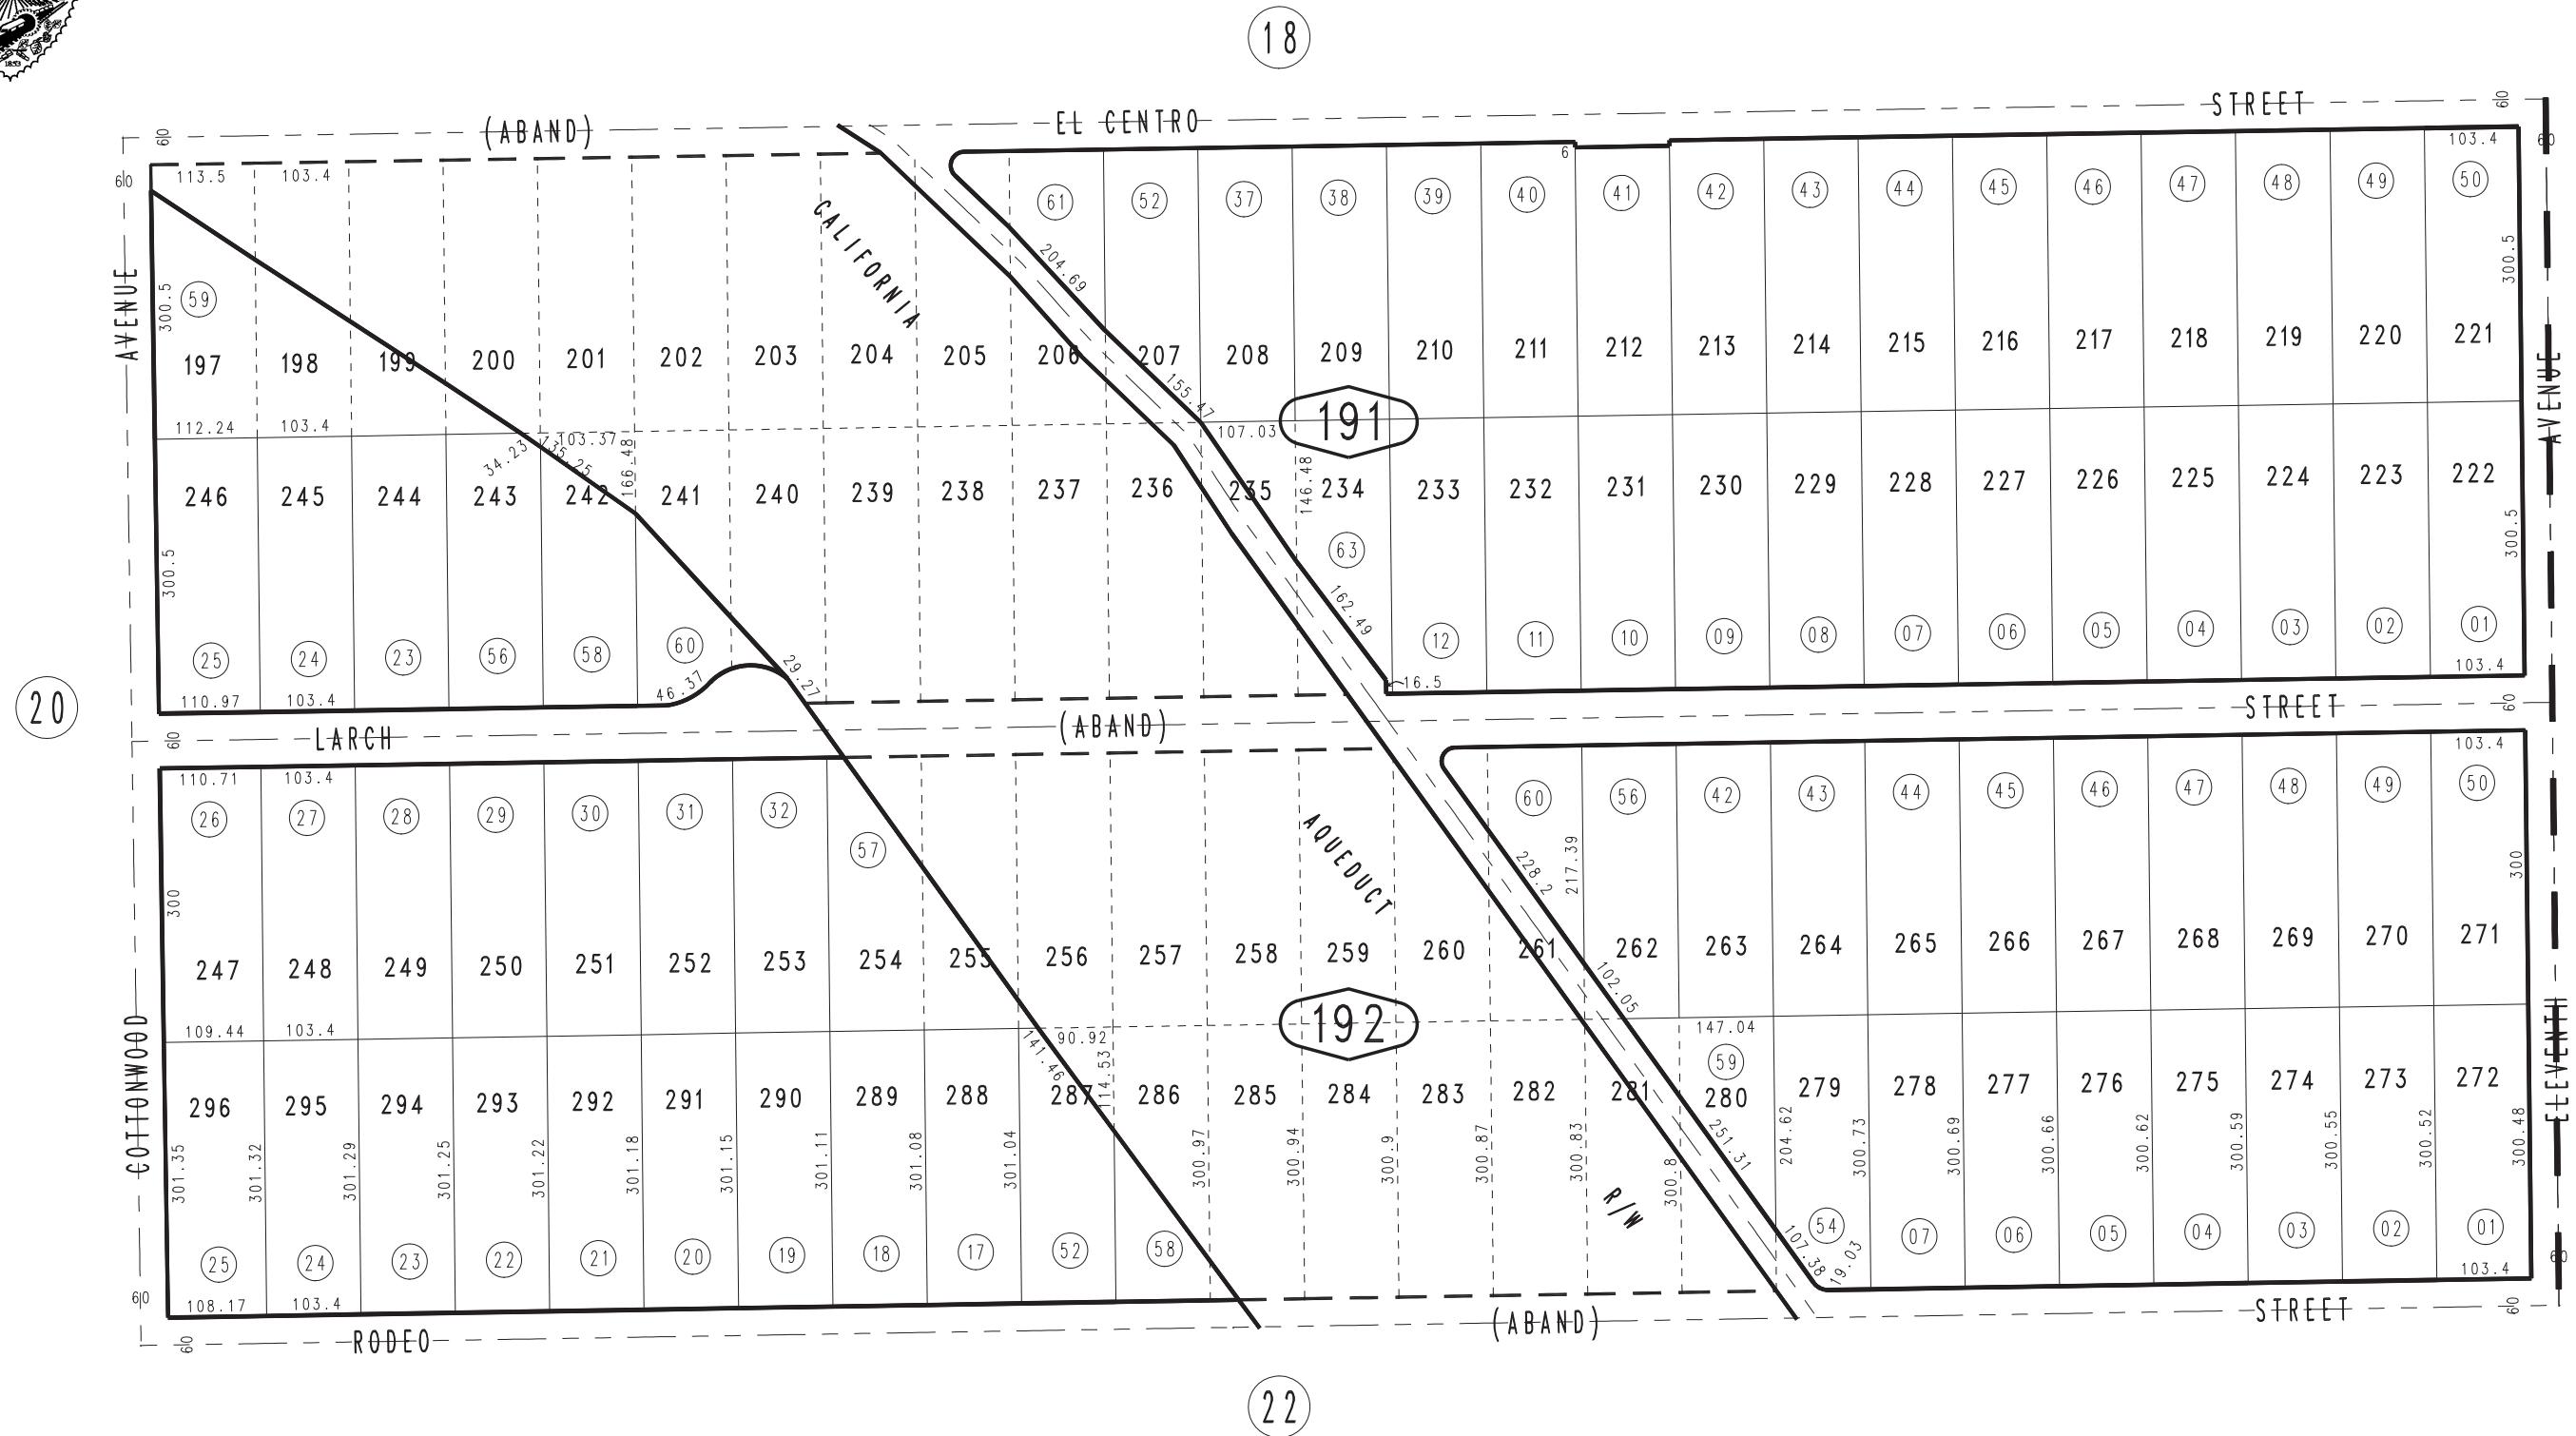 1853
18
60 (ABAND) EL CENTRO STREET 60
60 113.5 103.4 6 103.4 60
61 52 37 38 39 40 41 42 43 44 45 46 47 48 49 50
CALIFORNIA
204.69
AVENUE 300.5 59 300.5
197 198 199 200 201 202 203 204 205 206 207 208 209 210 211 212 213 214 215 216 217 218 219 220 221
155.47
191
AVENUE
112.24 103.4 103.37 107.03
34.23 135.25 166.48 146.48
246 245 244 243 242 241 240 239 238 237 236 235 234 233 232 231 230 229 228 227 226 225 224 223 222
300.5 63 300.5
162.49
25 24 23 56 58 60 12 11 10 09 08 07 06 05 04 03 02 01
110.97 103.4 46.37 29.27 16.5 103.4
20
60 LARCH (ABAND) STREET 60
110.71 103.4 103.4
26 27 28 29 30 31 32 60 56 42 43 44 45 46 47 48 49 50
57
AQUEDUCT
300 228.2 217.39 300
247 248 249 250 251 252 253 254 255 256 257 258 259 260 261 262 263 264 265 266 267 268 269 270 271
102.05
192
109.44 103.4 90.92 147.04
141.46 114.53 59
COTTONWOOD ELEVENTH
296 295 294 293 292 291 290 289 288 287 286 285 284 283 282 281 280 279 278 277 276 275 274 273 272
301.35 301.32 301.29 301.25 301.22 301.18 301.15 301.11 301.08 301.04 300.97 300.94 300.9 300.87 300.83 300.8 251.31 204.62 300.73 300.69 300.66 300.62 300.59 300.55 300.52 300.48
R/W
25 24 23 22 21 20 19 18 17 52 58 54 07 06 05 04 03 02 01
107.38 19.03
60 108.17 103.4 103.4 60
60 RODEO (ABAND) STREET 60
22